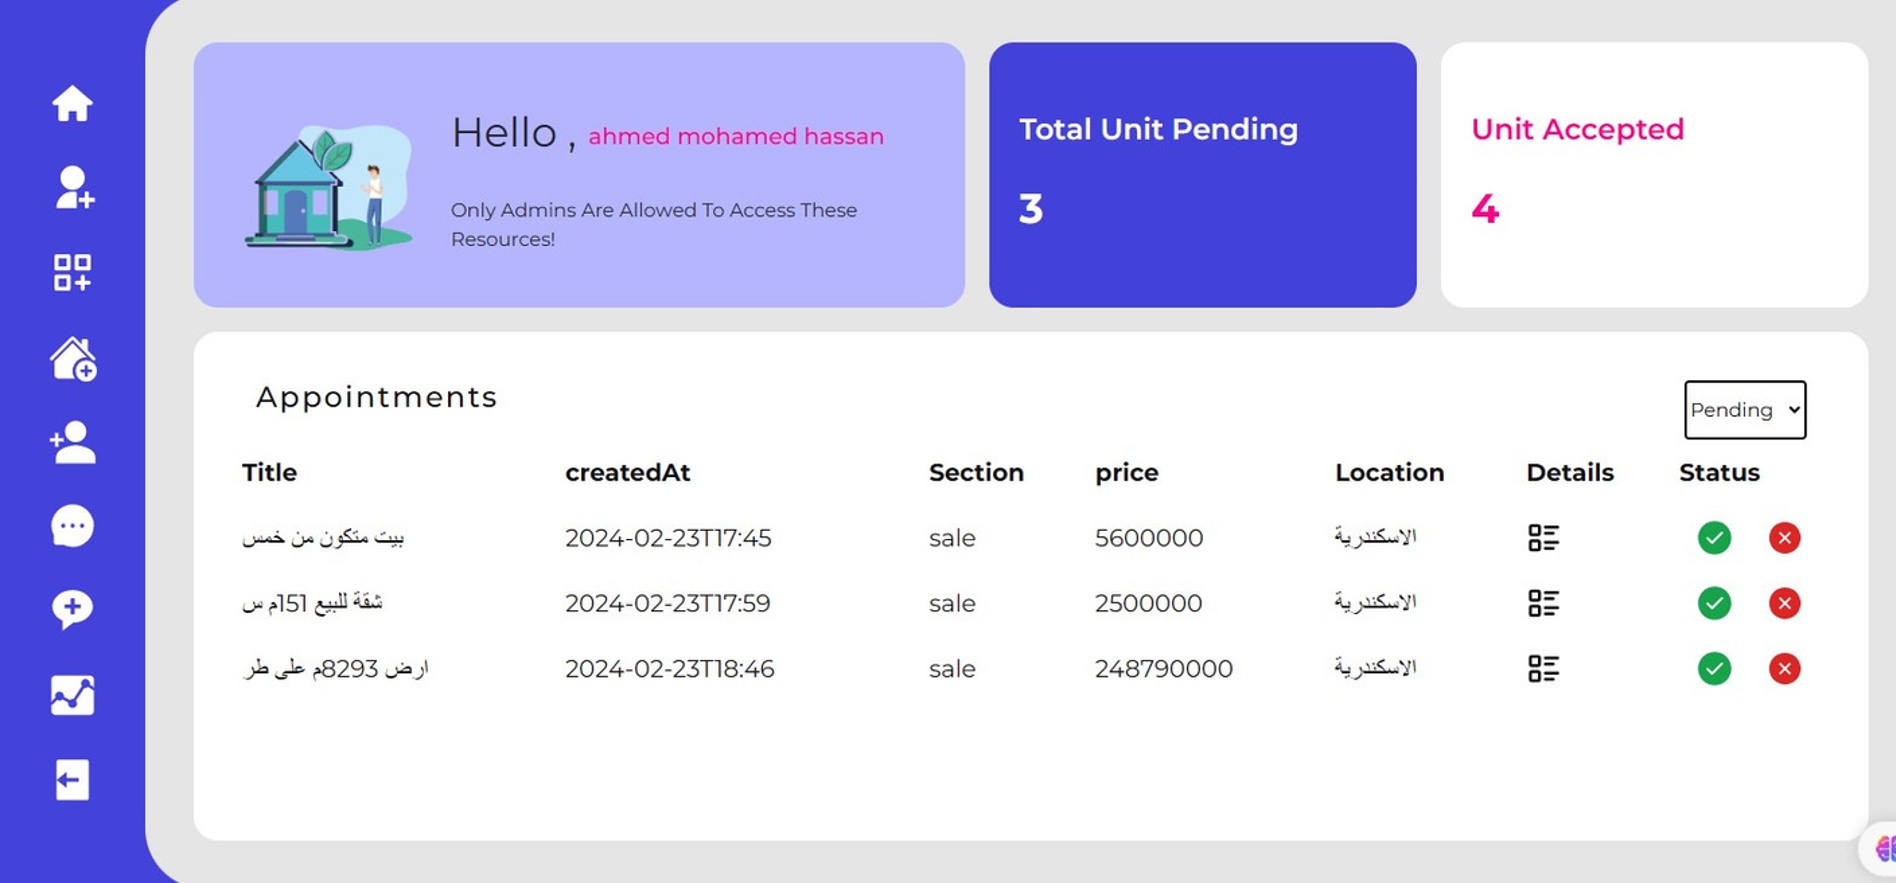 Hello , ahmed mohamed hassan
Only Admins Are Allowed To Access These
Resources!
Total Unit Pending
3
Unit Accepted
4
Appointments
Pending
Title createdAt Section price Location Details Status
بيت متكون من خمس 2024-02-23T17:45 sale 5600000 الاسكندرية
شقة للبيع 151م س 2024-02-23T17:59 sale 2500000 الاسكندرية
ارض 8293م على طر 2024-02-23T18:46 sale 248790000 الاسكندرية